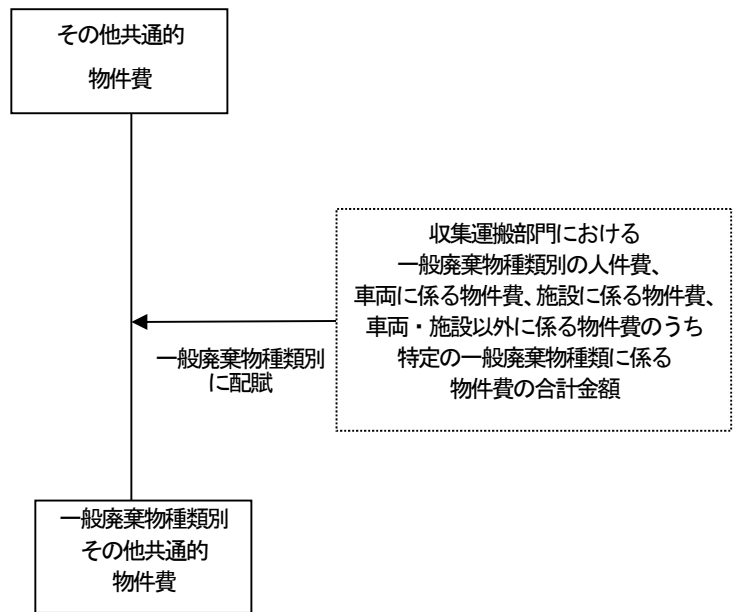 その他共通的
物件費
収集運搬部門における
一般廃棄物種類別の人件費、
車両に係る物件費、施設に係る物件費、
車両・施設以外に係る物件費のうち
特定の一般廃棄物種類に係る
物件費の合計金額
一般廃棄物種類別
に配賦
一般廃棄物種類別
その他共通的
物件費